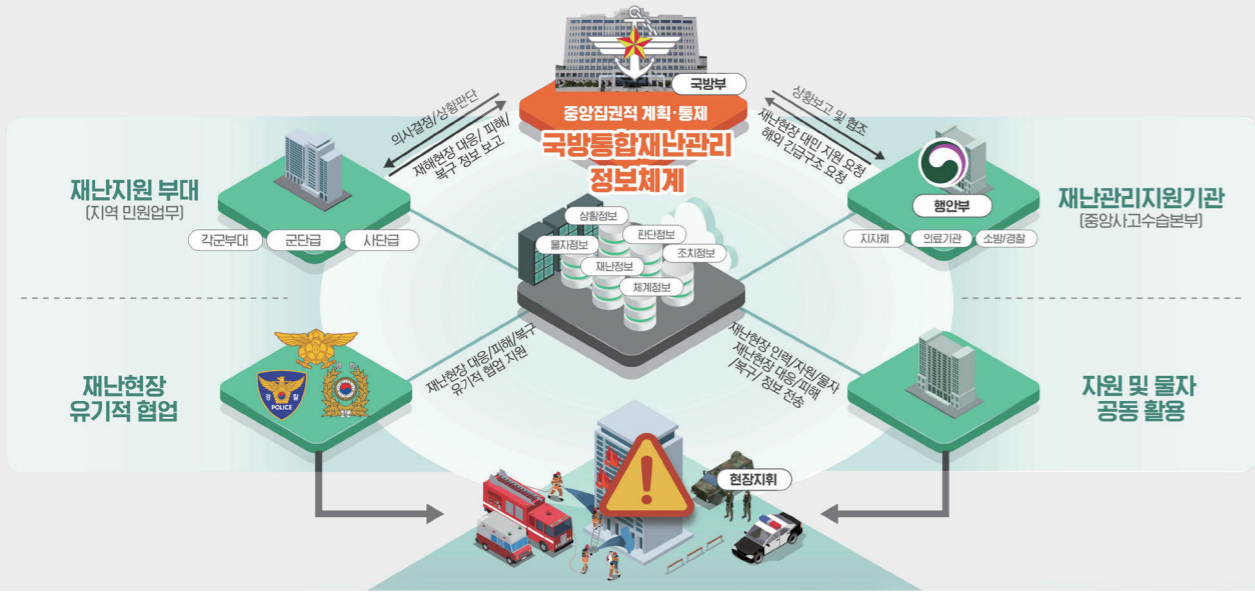 국방부
중앙집권적 계획·통제
국방통합재난관리
정보체계
의사결정/상황판단
재해현장 대응/ 피해/
복구 정보 보고
상황보고 및 협조
재난현장 대민 지원 요청
해외 긴급구조 요청
재난지원 부대
(지역 민원업무)
각군부대
군단급
사단급
행안부
지자체
의료기관
소방/경찰
재난관리지원기관
(중앙사고수습본부)
상황정보
물자정보
판단정보
재난정보
조치정보
체계정보
재난현장
유기적 협업
경찰
POLICE
재난현장 대응/피해/복구
유기적 협업 지원
재난현장 인력/자원/물자
재난현장 대응/피해
/복구/ 정보 전송
자원 및 물자
공동 활용
현장지휘